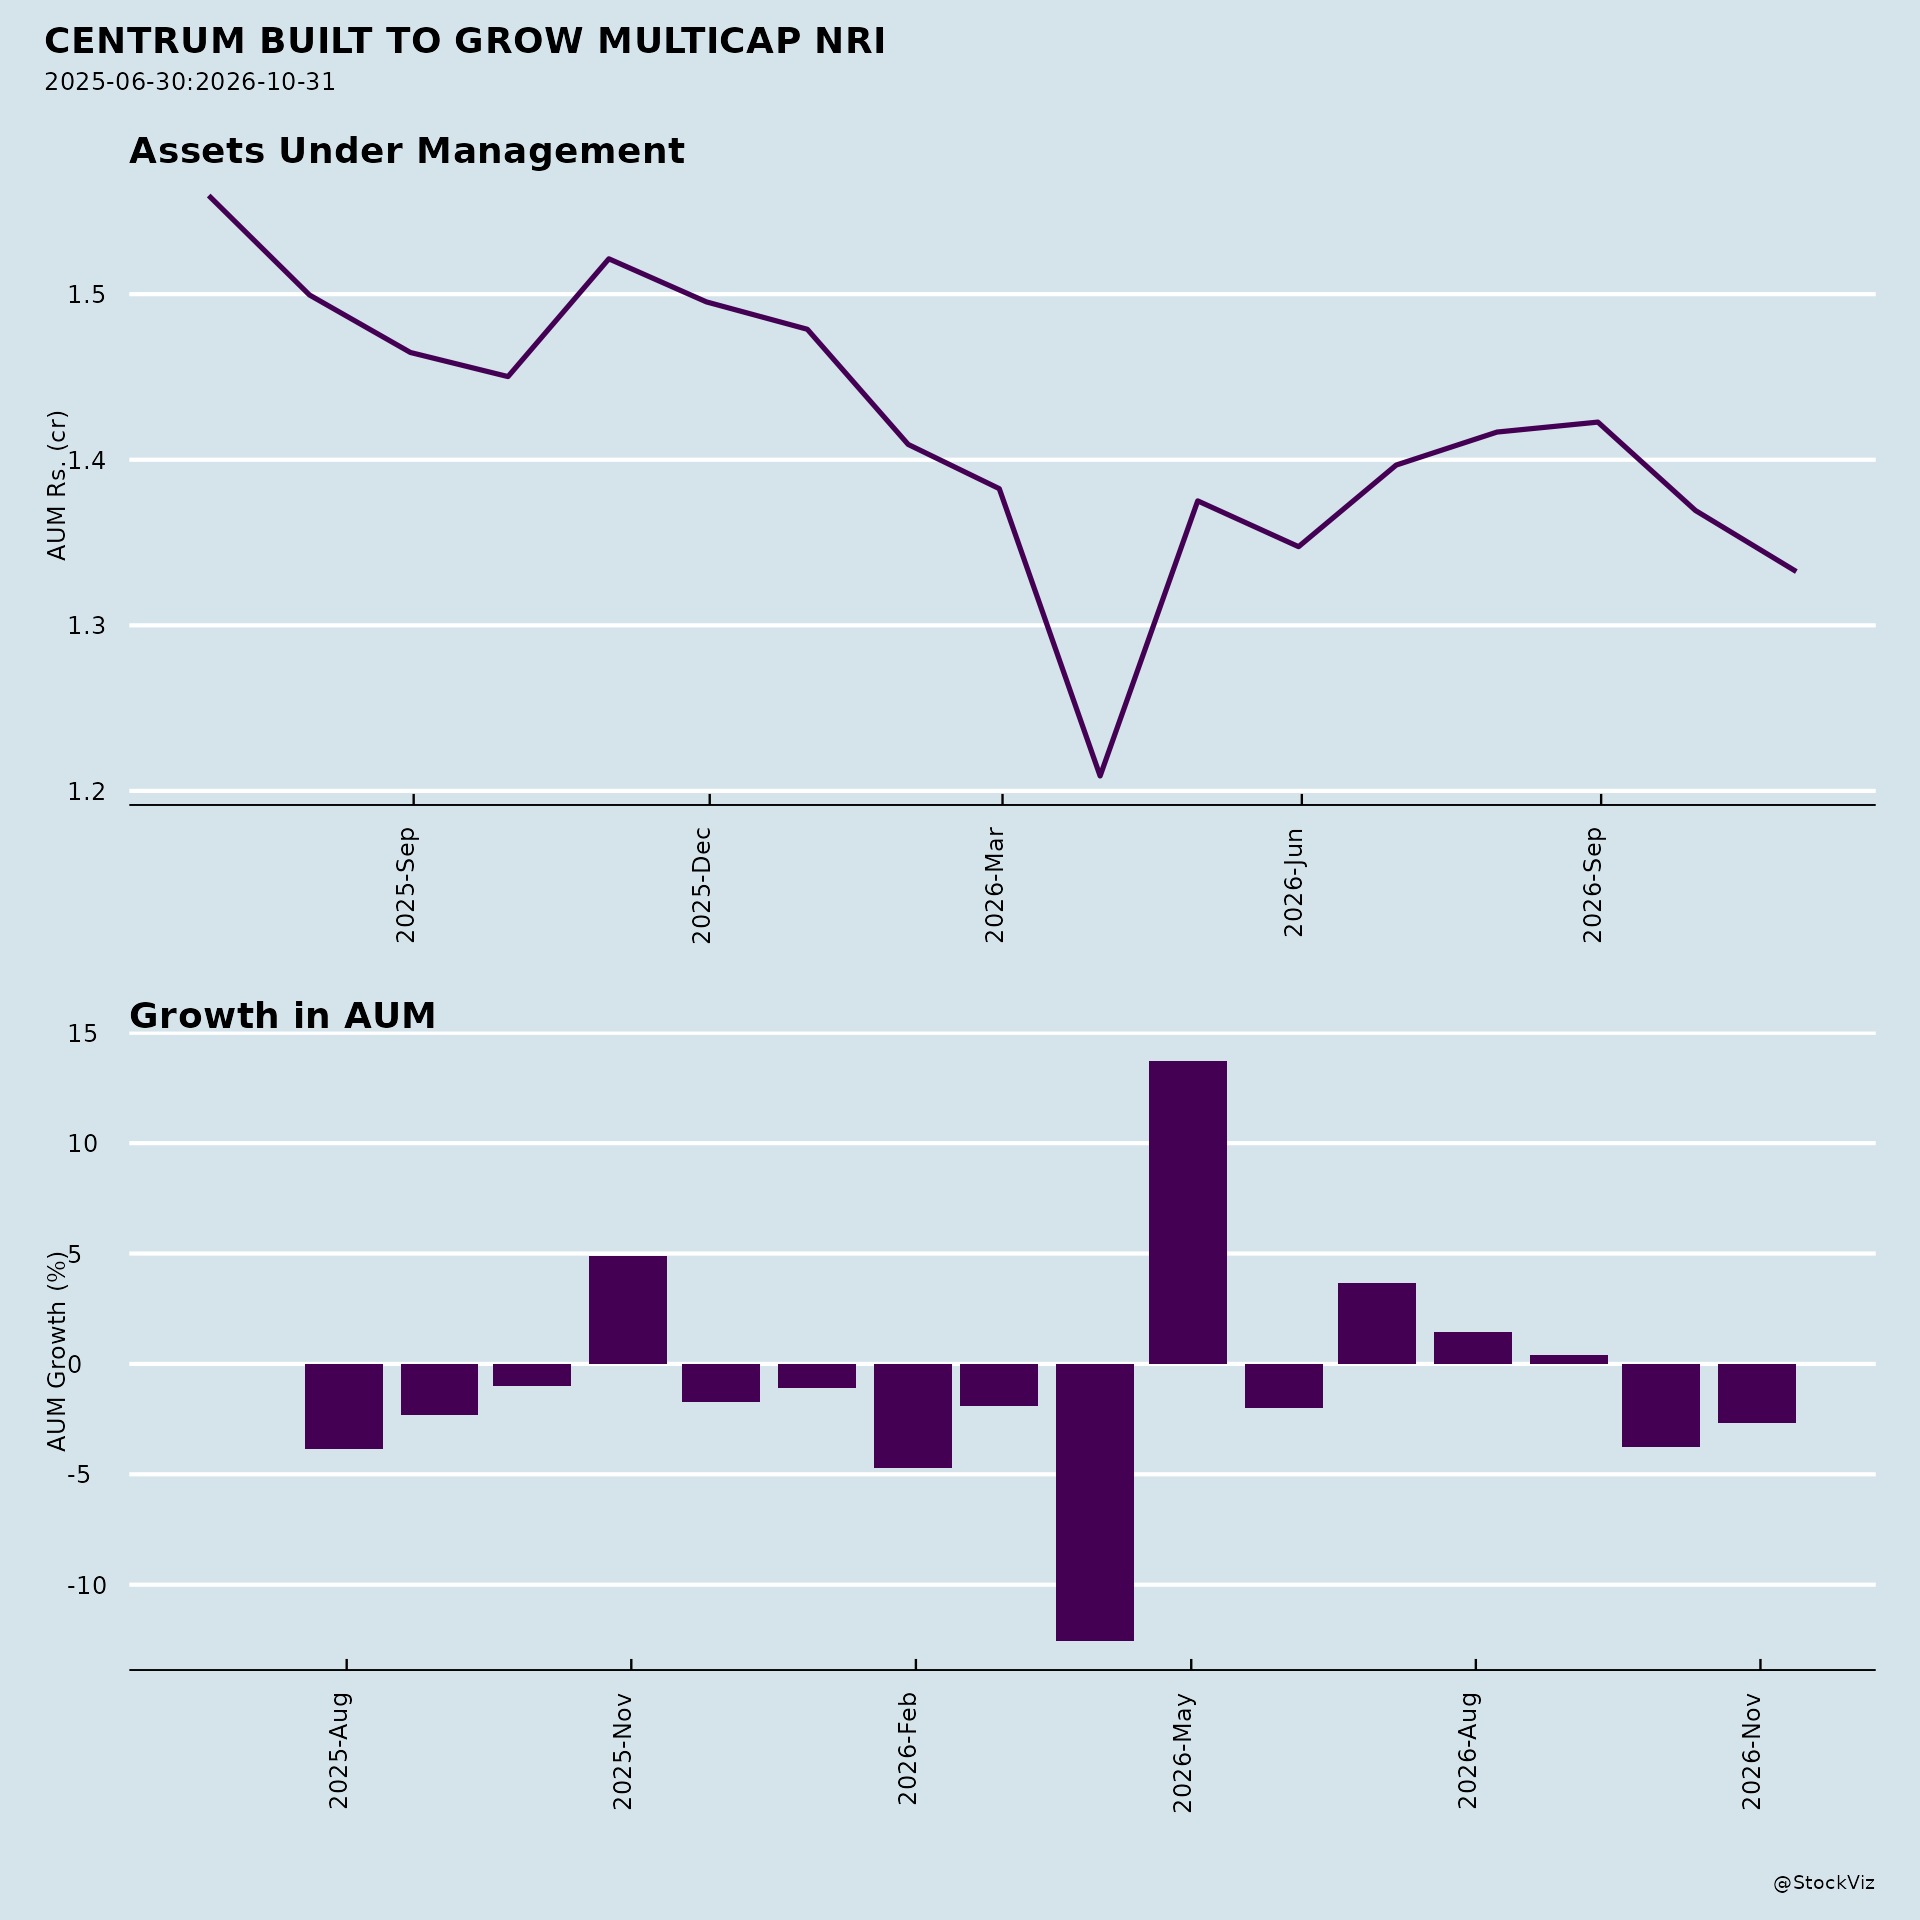 CENTRUM BUILT TO GROW MULTICAP NRI
2025-06-30:2026-10-31
Assets Under Management
AUM Rs. (cr)
1.5
1.4
1.3
1.2
2025-Sep
2025-Dec
2026-Mar
2026-Jun
2026-Sep
Growth in AUM
AUM Growth (%)
15
10
5
0
-5
-10
2025-Aug
2025-Nov
2026-Feb
2026-May
2026-Aug
2026-Nov
@StockViz